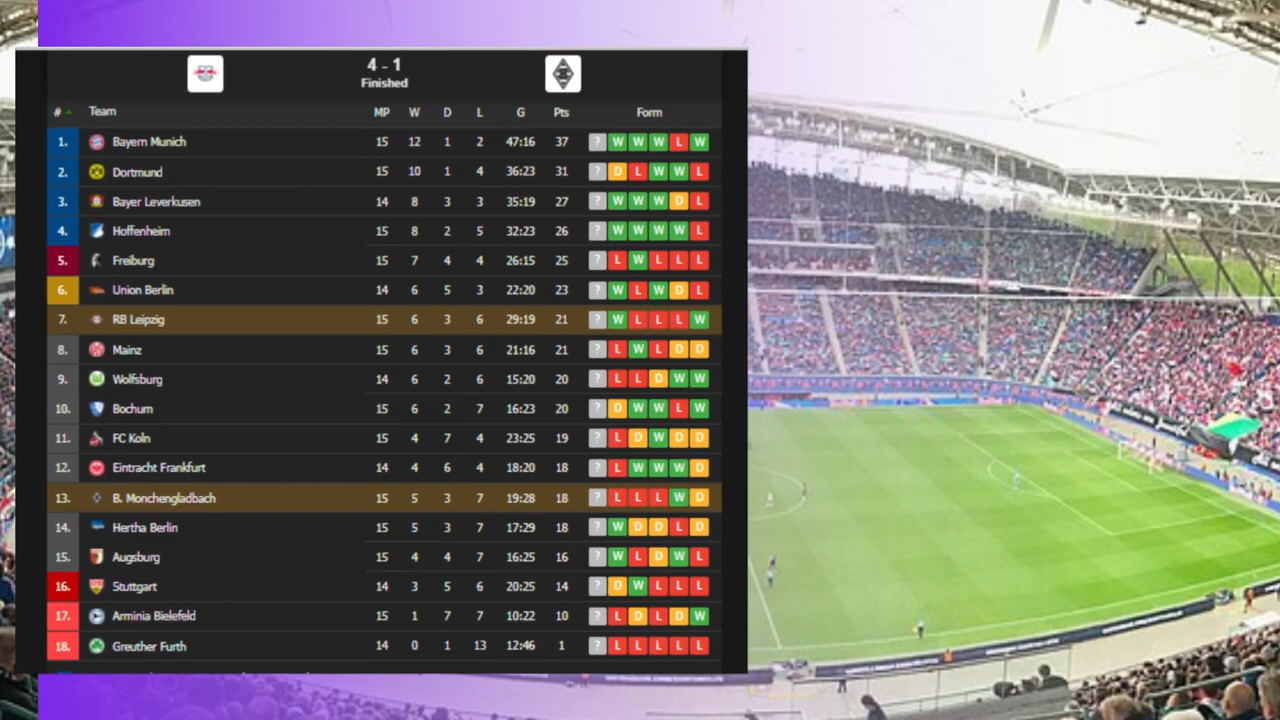 4 - 1
Finished
# Team MP W D L G Pts Form
1. Bayern Munich 15 12 1 2 47:16 37 ? W W W L W
2. Dortmund 15 10 1 4 36:23 31 ? D L W W L
3. Bayer Leverkusen 14 8 3 3 35:19 27 ? W W W D L
4. Hoffenheim 15 8 2 5 32:23 26 ? W W W W L
5. Freiburg 15 7 4 4 26:15 25 ? L W L L L
6. Union Berlin 14 6 5 3 22:20 23 ? W L W D L
7. RB Leipzig 15 6 3 6 29:19 21 ? W L L L W
8. Mainz 15 6 3 6 21:16 21 ? L W L D D
9. Wolfsburg 14 6 2 6 15:20 20 ? L L D W W
10. Bochum 15 6 2 7 16:23 20 ? D W W L W
11. FC Koln 15 4 7 4 23:25 19 ? L D W D D
12. Eintracht Frankfurt 14 4 6 4 18:20 18 ? L W W W D
13. B. Monchengladbach 15 5 3 7 19:28 18 ? L L L W D
14. Hertha Berlin 15 5 3 7 17:29 18 ? W D D L D
15. Augsburg 15 4 4 7 16:25 16 ? W L D W L
16. Stuttgart 14 3 5 6 20:25 14 ? D W L L L
17. Arminia Bielefeld 15 1 7 7 10:22 10 ? L D L D W
18. Greuther Furth 14 0 1 13 12:46 1 ? L L L L L